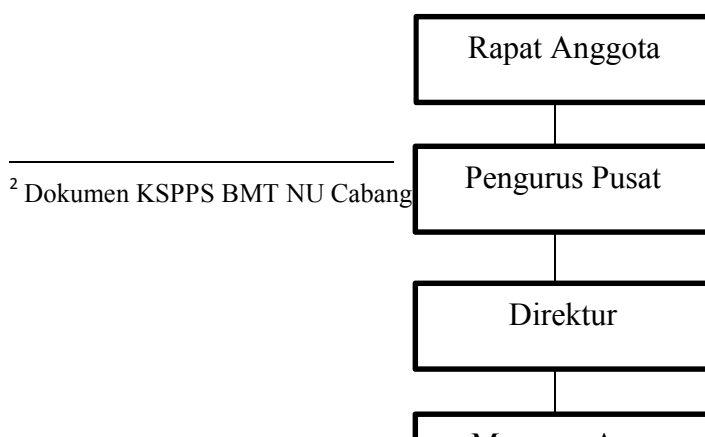 Rapat Anggota
Pengurus Pusat
² Dokumen KSPPS BMT NU Cabang
Direktur